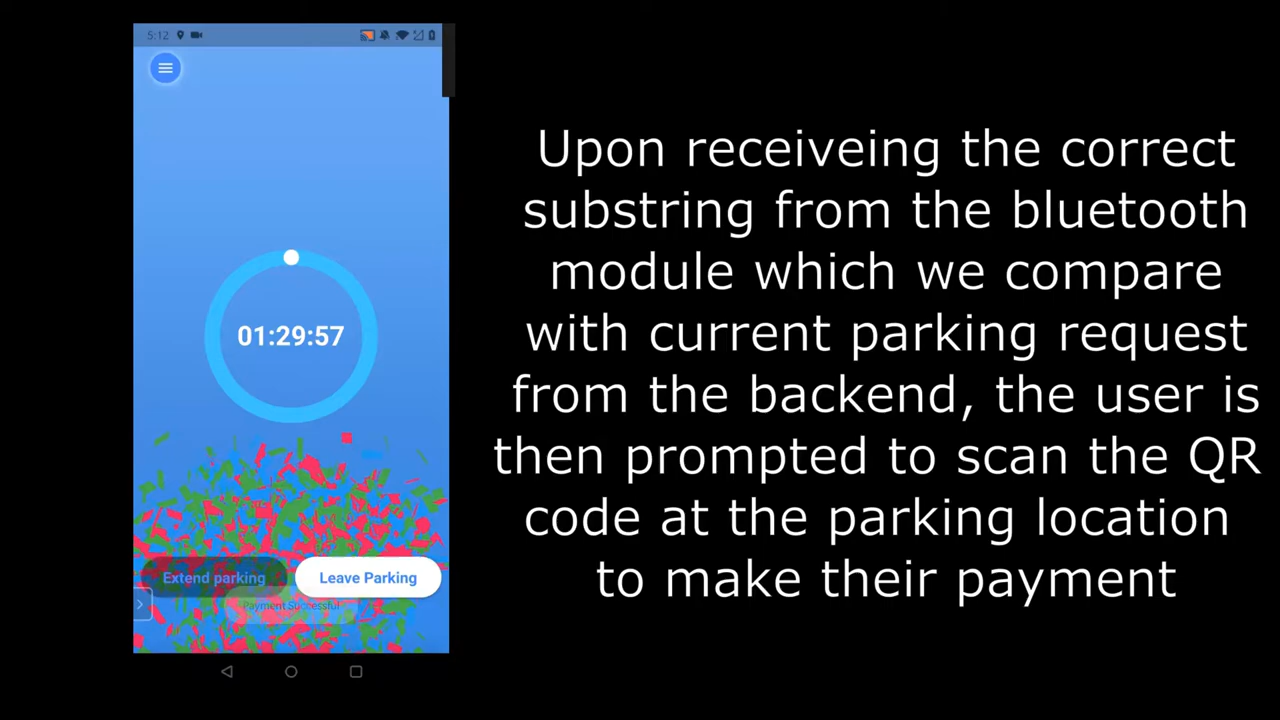 5:12
01:29:57
Extend parking
Leave Parking
Payment Successful
Upon receiveing the correct
substring from the bluetooth
module which we compare
with current parking request
from the backend, the user is
then prompted to scan the QR
code at the parking location
to make their payment